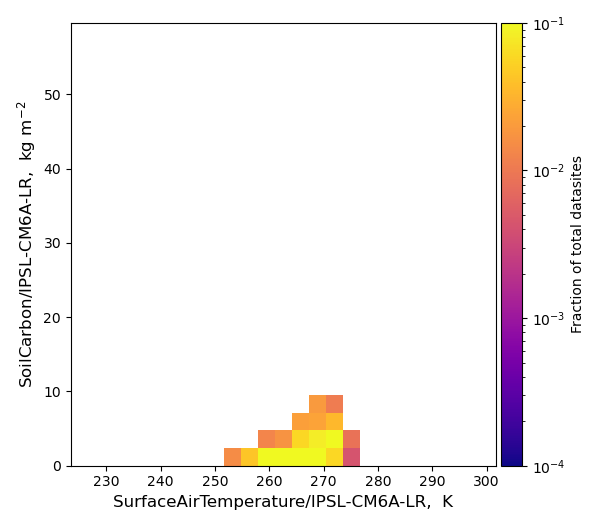 SoilCarbon/IPSL-CM6A-LR, kg m⁻²
50
40
30
20
10
0
230 240 250 260 270 280 290 300
SurfaceAirTemperature/IPSL-CM6A-LR, K
10⁻¹
10⁻²
10⁻³
10⁻⁴
Fraction of total datasites